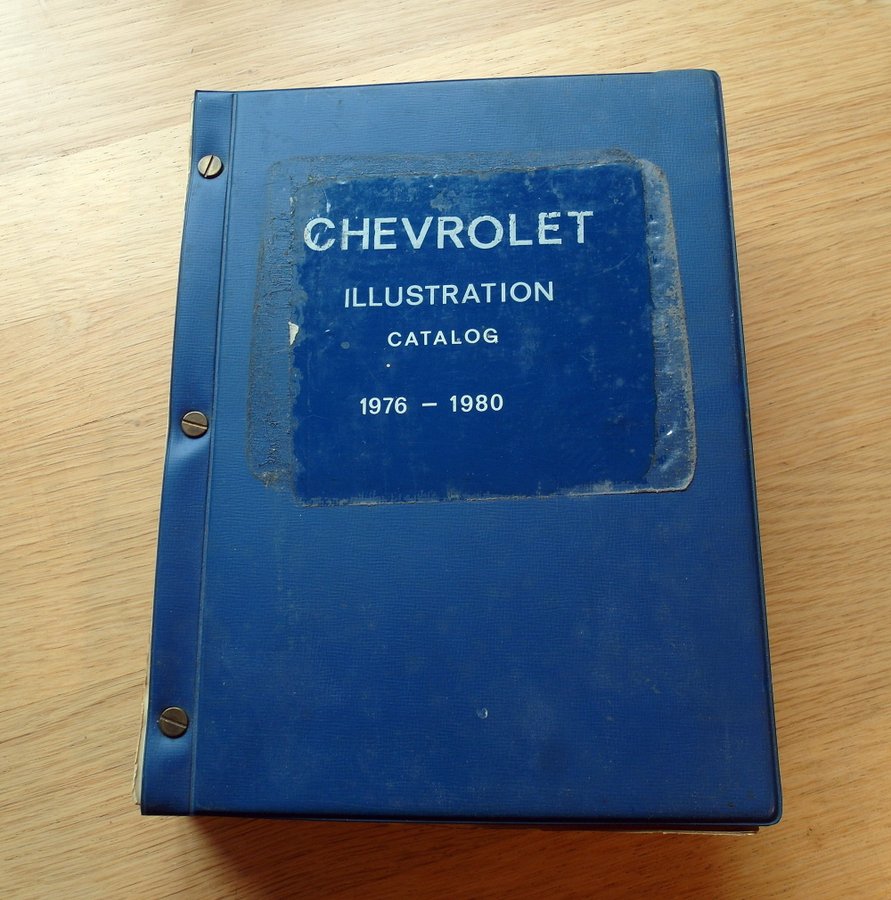 CHEVROLET
ILLUSTRATION
CATALOG
1976 – 1980